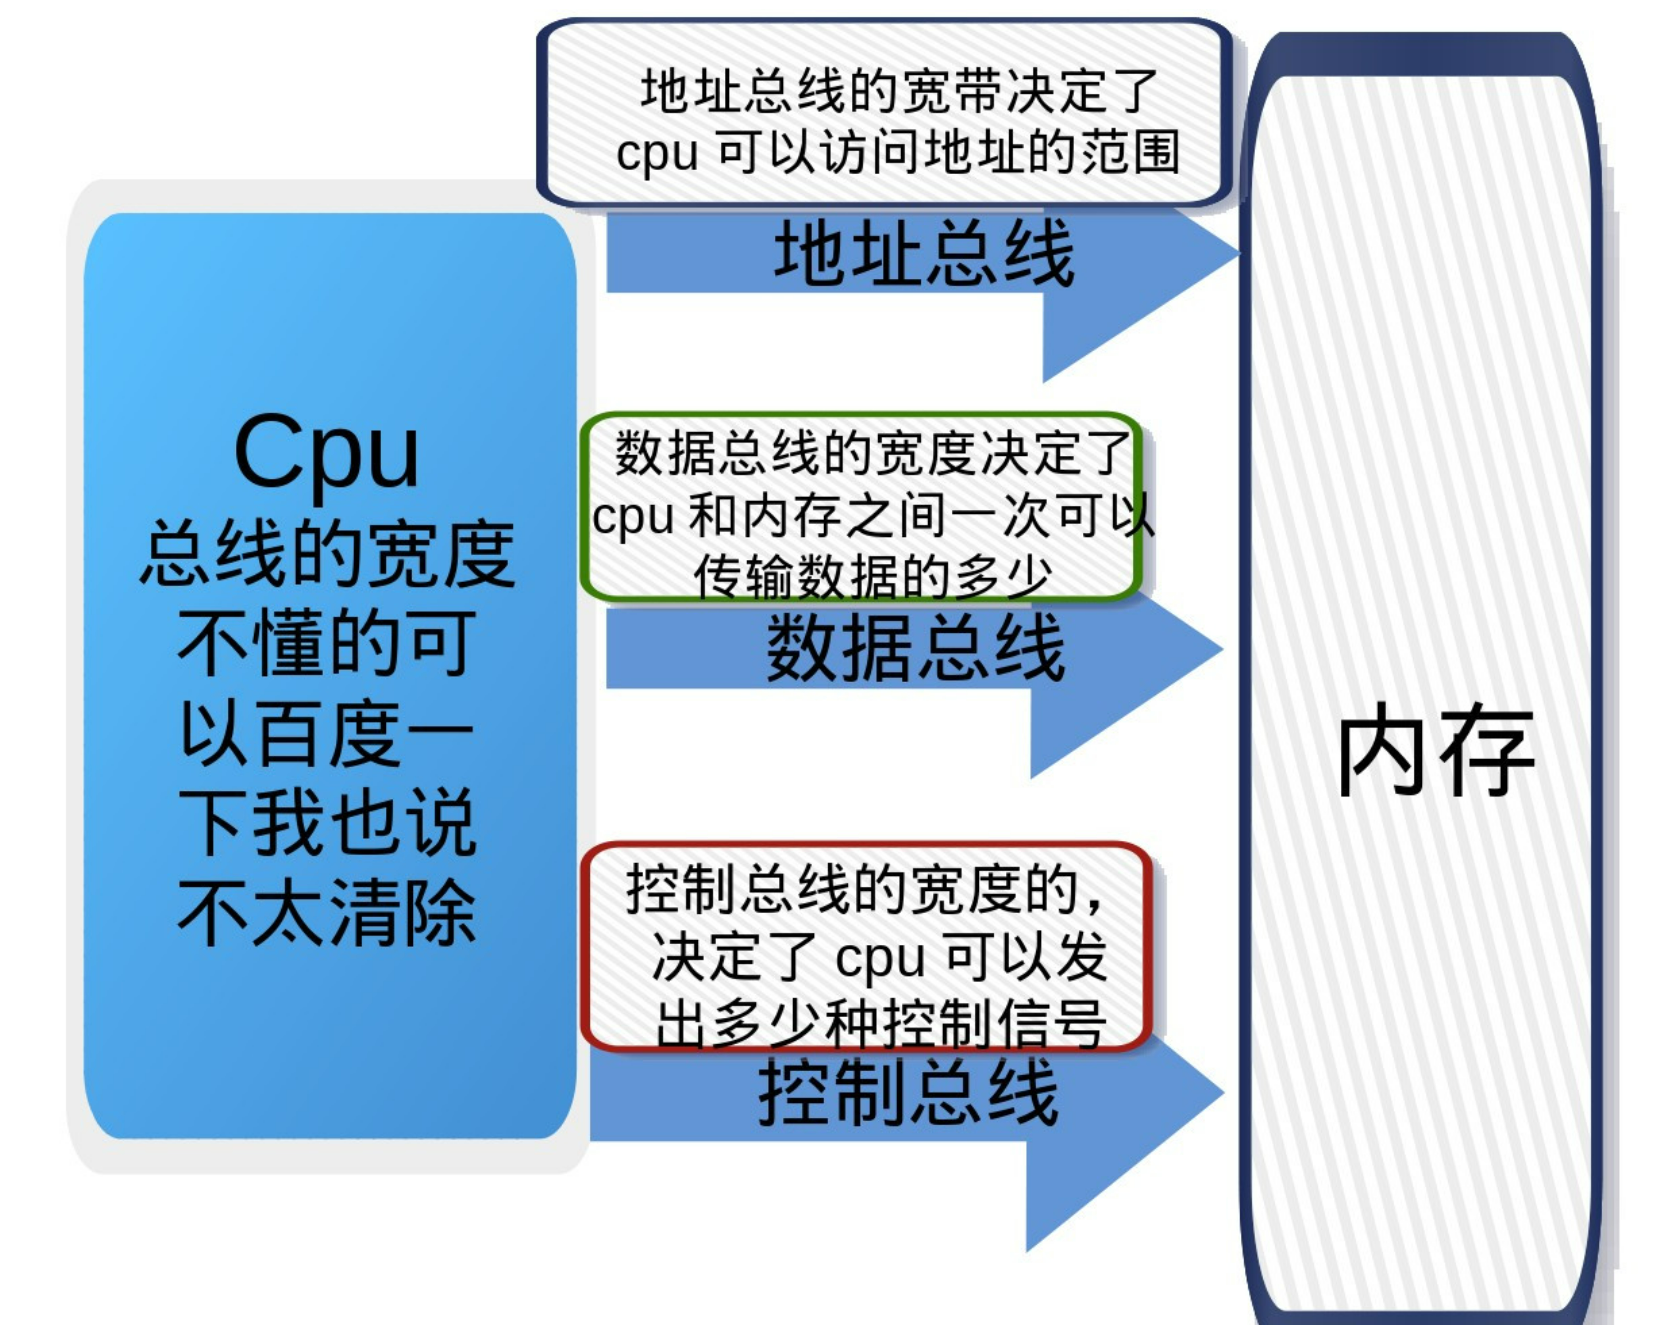 地址总线的宽带决定了
cpu 可以访问地址的范围
地址总线
Cpu
总线的宽度
不懂的可
以百度一
下我也说
不太清除
数据总线的宽度决定了
cpu 和内存之间一次可以
传输数据的多少
数据总线
控制总线的宽度的，
决定了 cpu 可以发
出多少种控制信号
控制总线
内存